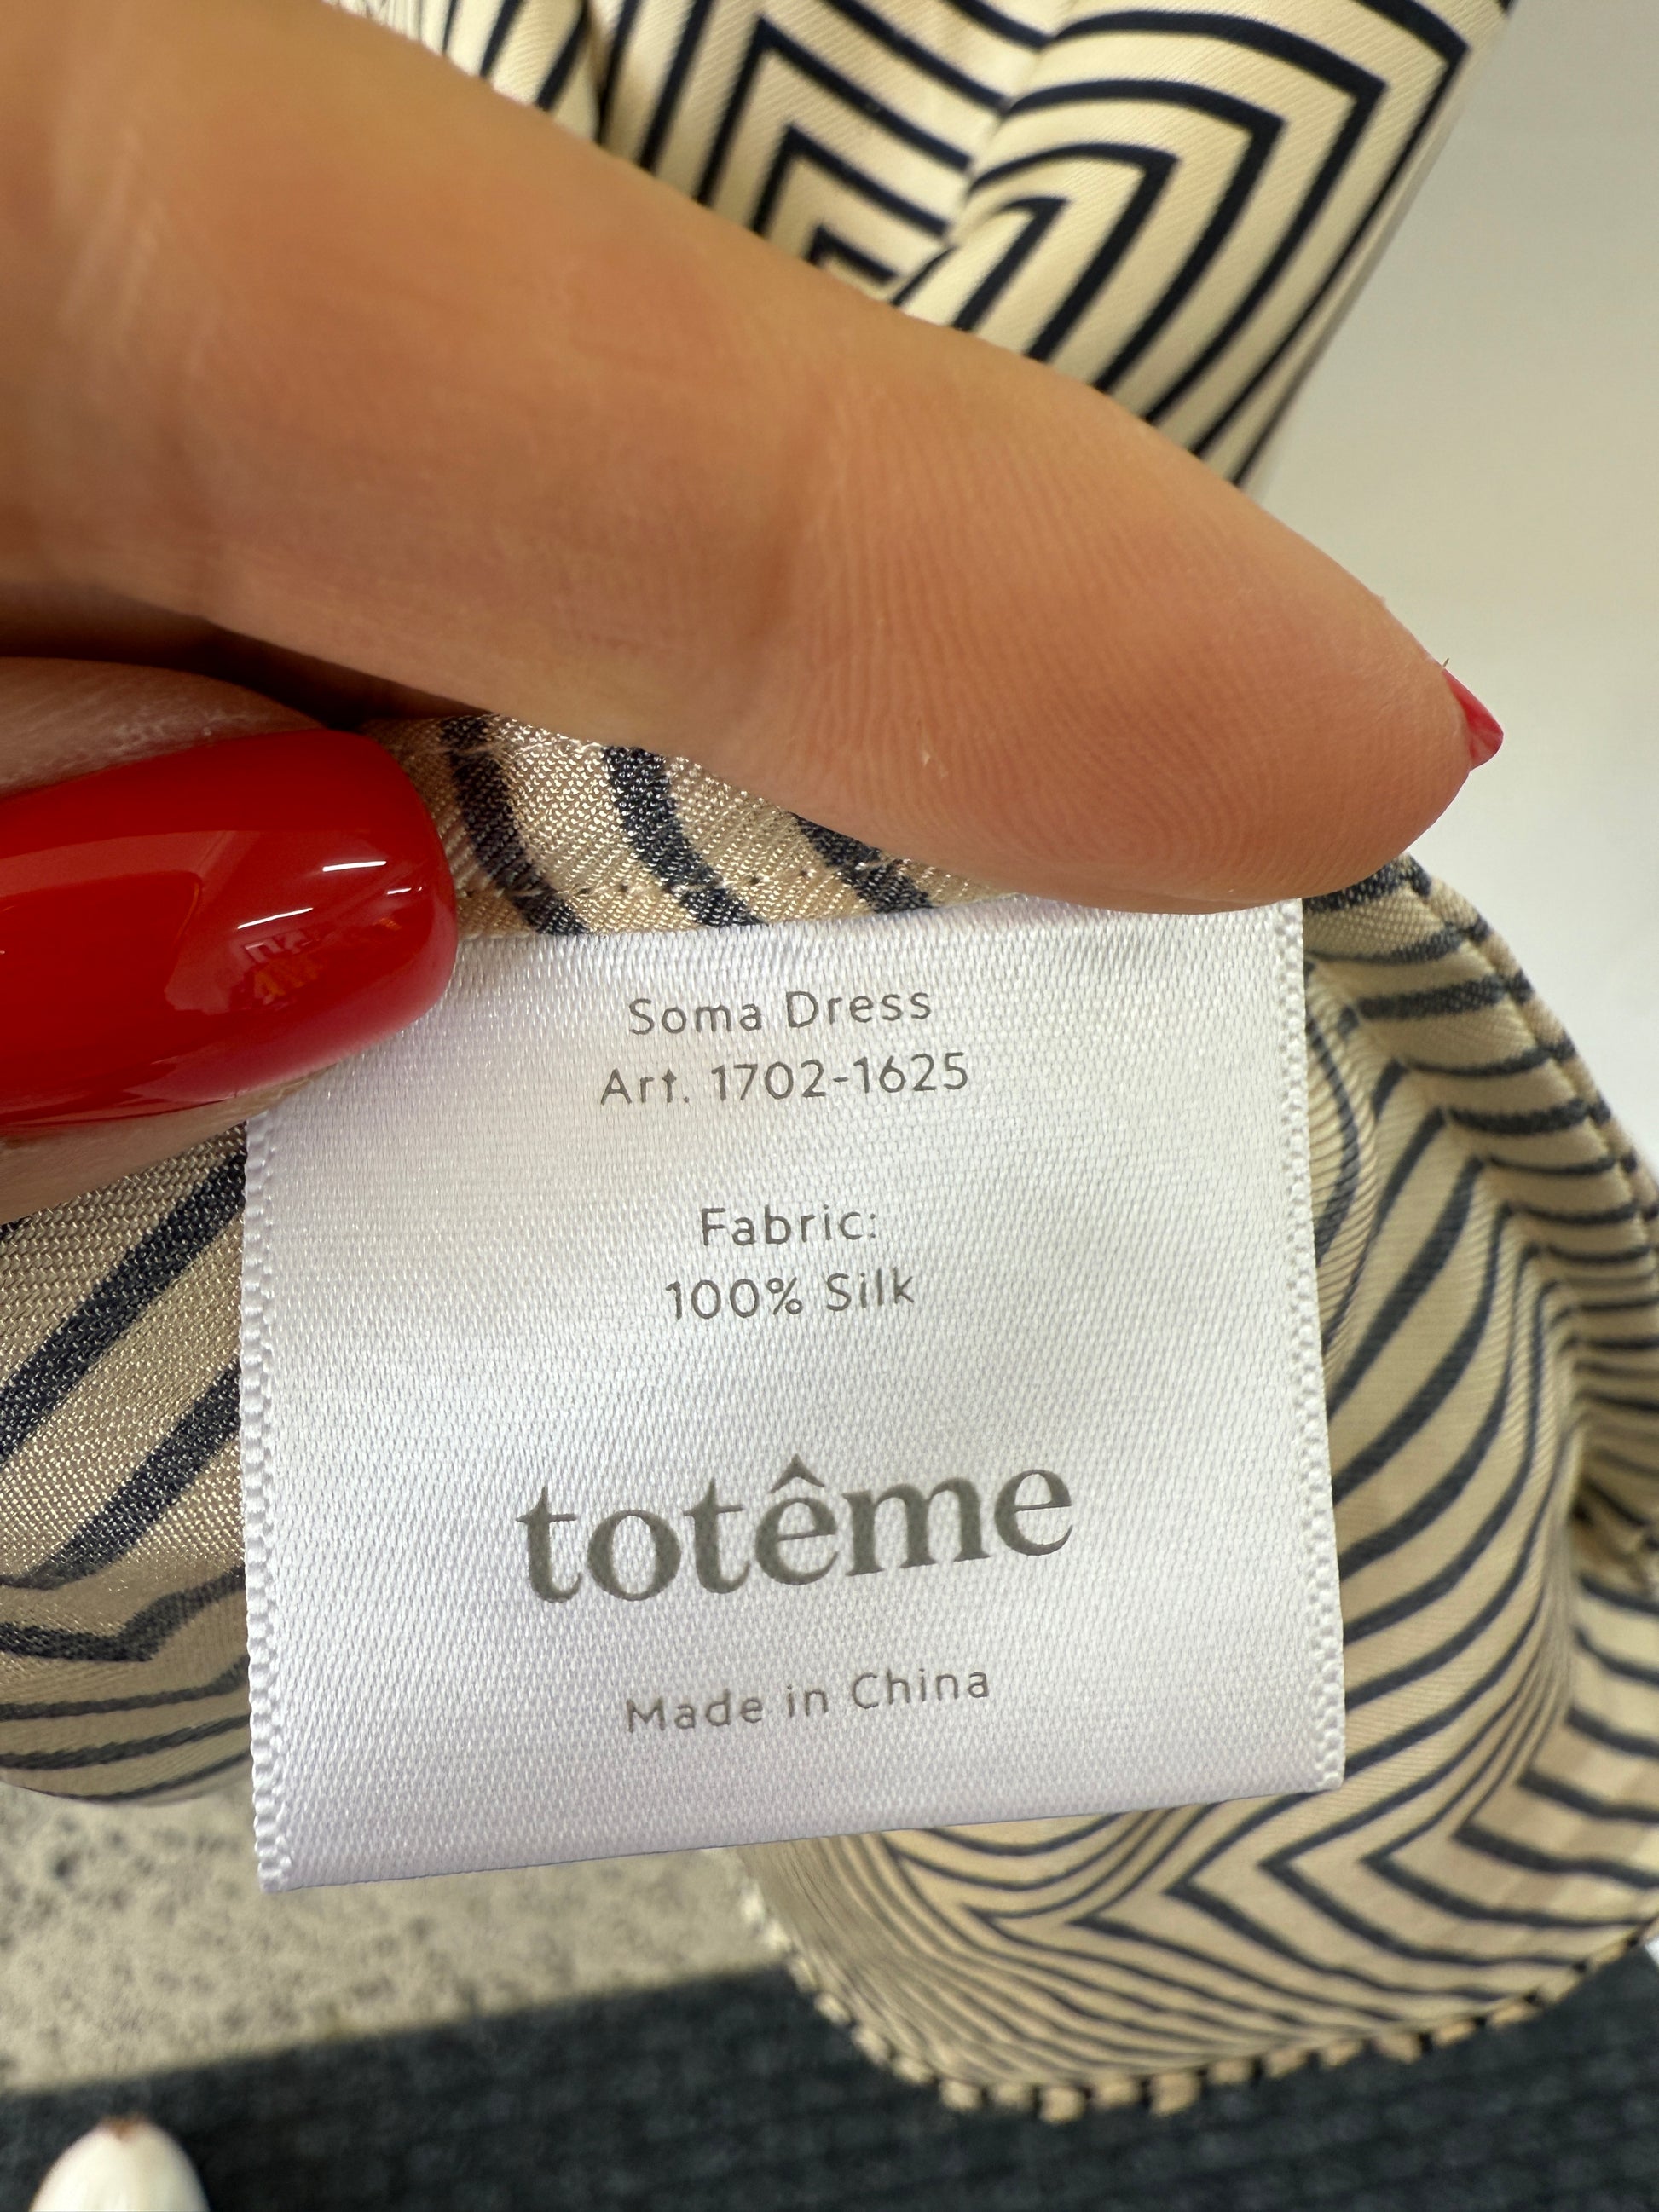 Soma Dress
Art. 1702-1625
Fabric:
100% Silk
totême
Made in China